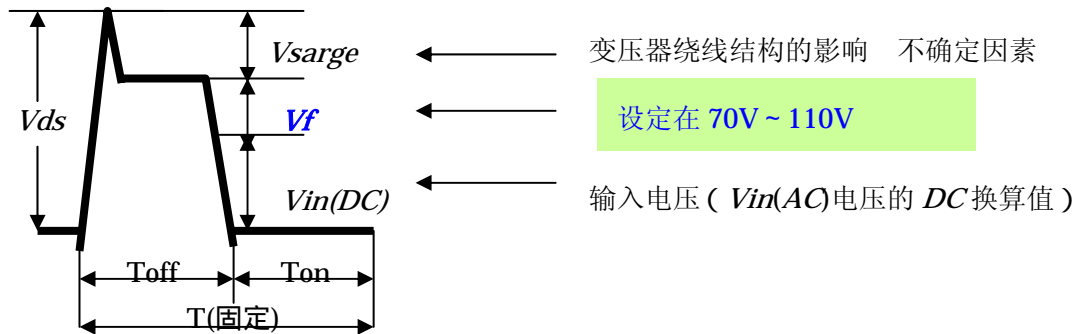 Vsarge
变压器绕线结构的影响 不确定因素
Vds
Vf
设定在 70V ~ 110V
Vin(DC)
输入电压 ( Vin(AC)电压的 DC 换算值 )
Toff
Ton
T(固定)